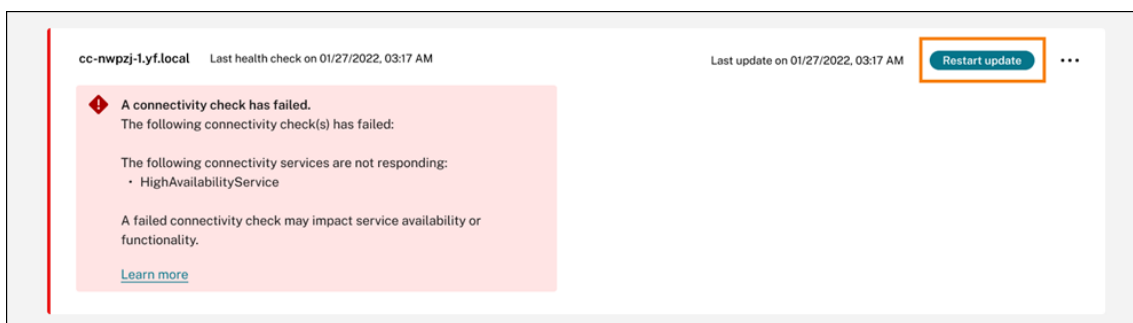 cc-nwpzj-1.yf.local Last health check on 01/27/2022, 03:17 AM Last update on 01/27/2022, 03:17 AM Restart update
A connectivity check has failed.
The following connectivity check(s) has failed:
The following connectivity services are not responding:
• HighAvailabilityService
A failed connectivity check may impact service availability or
functionality.
Learn more